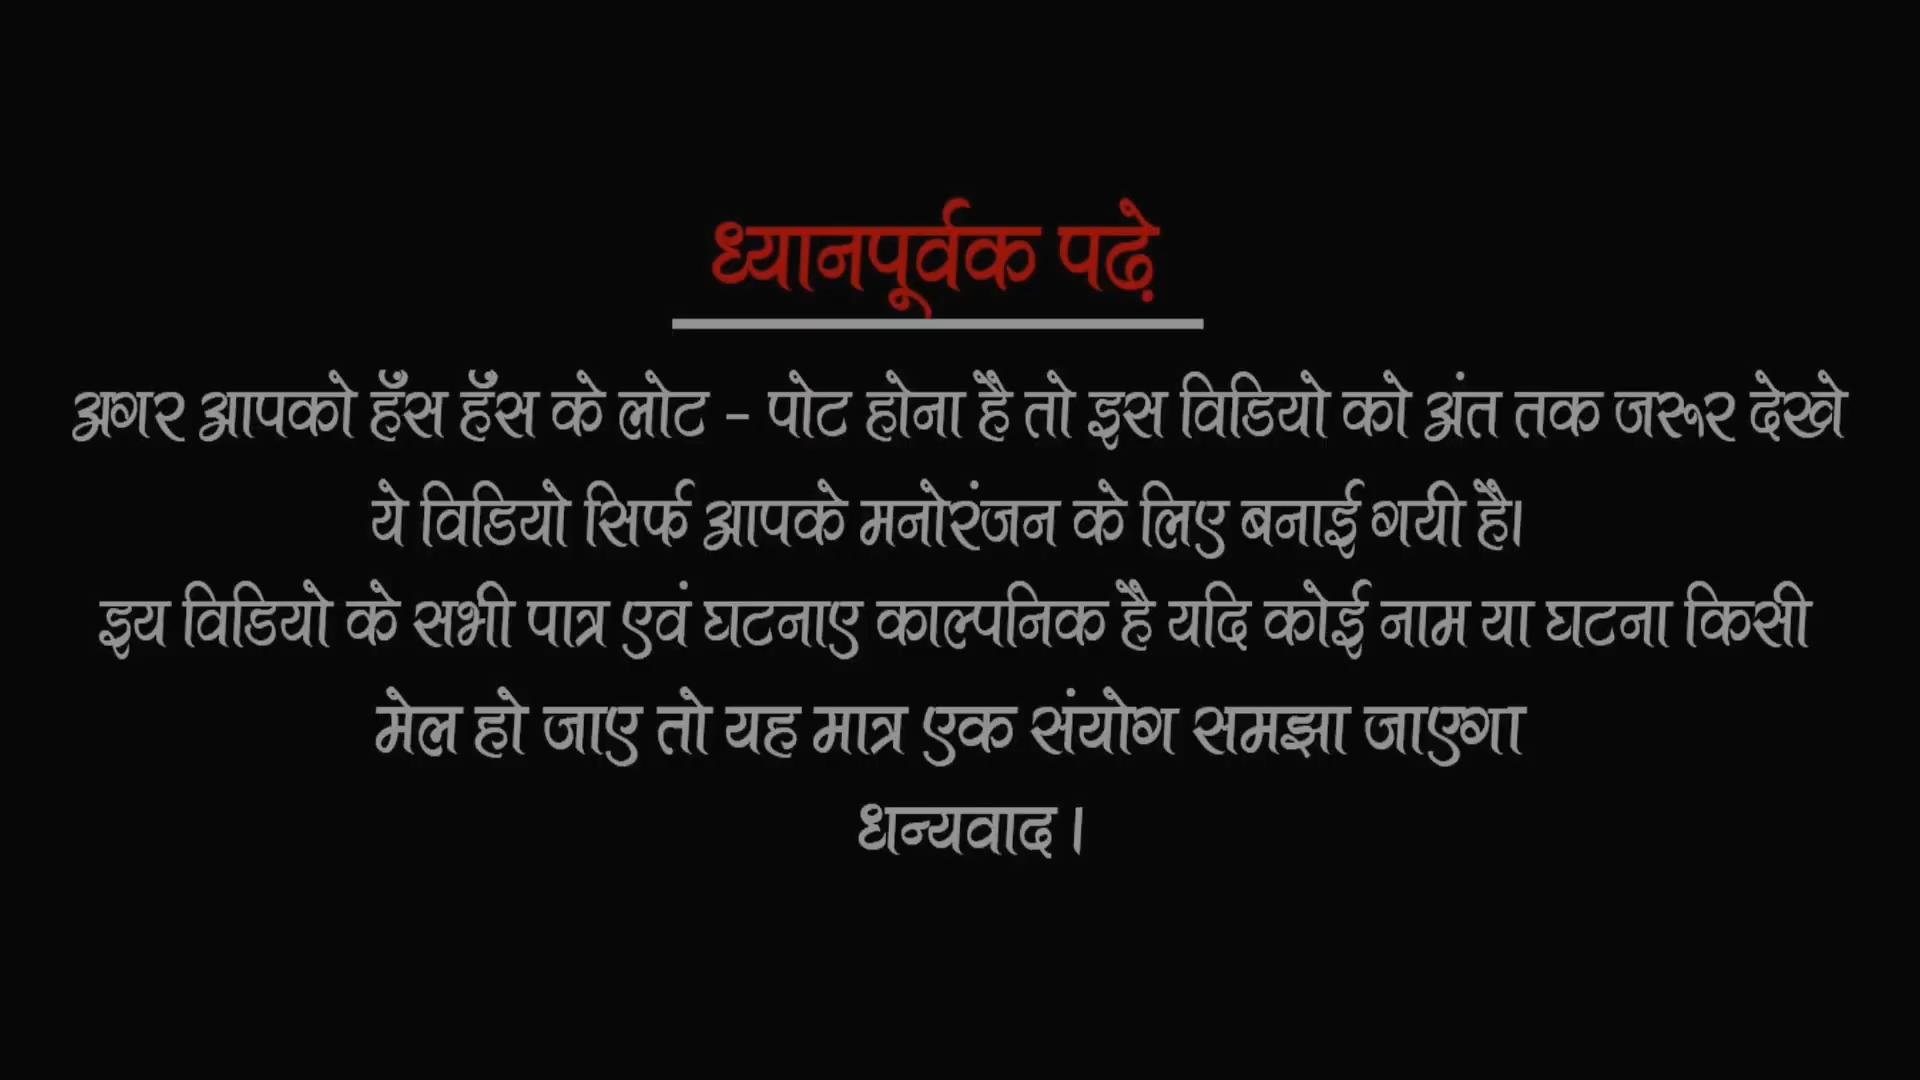 ध्यानपूर्वक पढ़े
अगर आपको हँस हँस के लोट - पोट होना है तो इस विडियो को अंत तक जरूर देखे
ये विडियो सिर्फ आपके मनोरंजन के लिए बनाई गयी है।
इय विडियो के सभी पात्र एवं घटनाए काल्पनिक है यदि कोई नाम या घटना किसी
मेल हो जाए तो यह मात्र एक संयोग समझा जाएगा
धन्यवाद ।